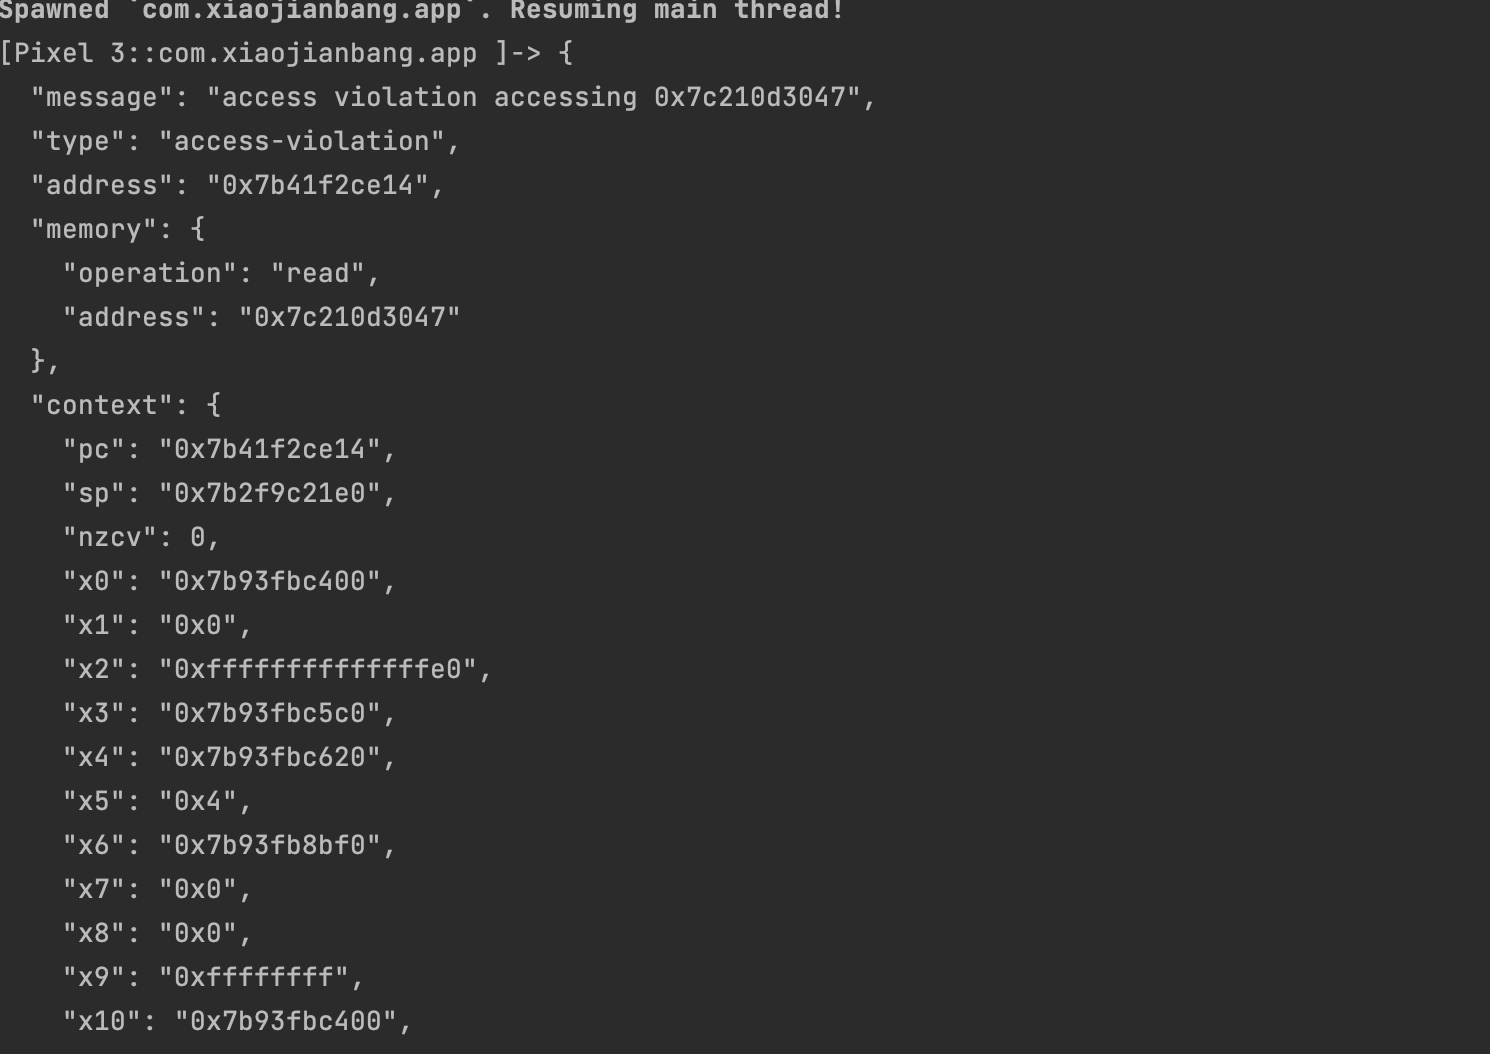 Spawned `com.xiaojianbang.app`. Resuming main thread!
[Pixel 3::com.xiaojianbang.app ]-> {
  "message": "access violation accessing 0x7c210d3047",
  "type": "access-violation",
  "address": "0x7b41f2ce14",
  "memory": {
    "operation": "read",
    "address": "0x7c210d3047"
  },
  "context": {
    "pc": "0x7b41f2ce14",
    "sp": "0x7b2f9c21e0",
    "nzcv": 0,
    "x0": "0x7b93fbc400",
    "x1": "0x0",
    "x2": "0xffffffffffffffe0",
    "x3": "0x7b93fbc5c0",
    "x4": "0x7b93fbc620",
    "x5": "0x4",
    "x6": "0x7b93fb8bf0",
    "x7": "0x0",
    "x8": "0x0",
    "x9": "0xffffffff",
    "x10": "0x7b93fbc400",